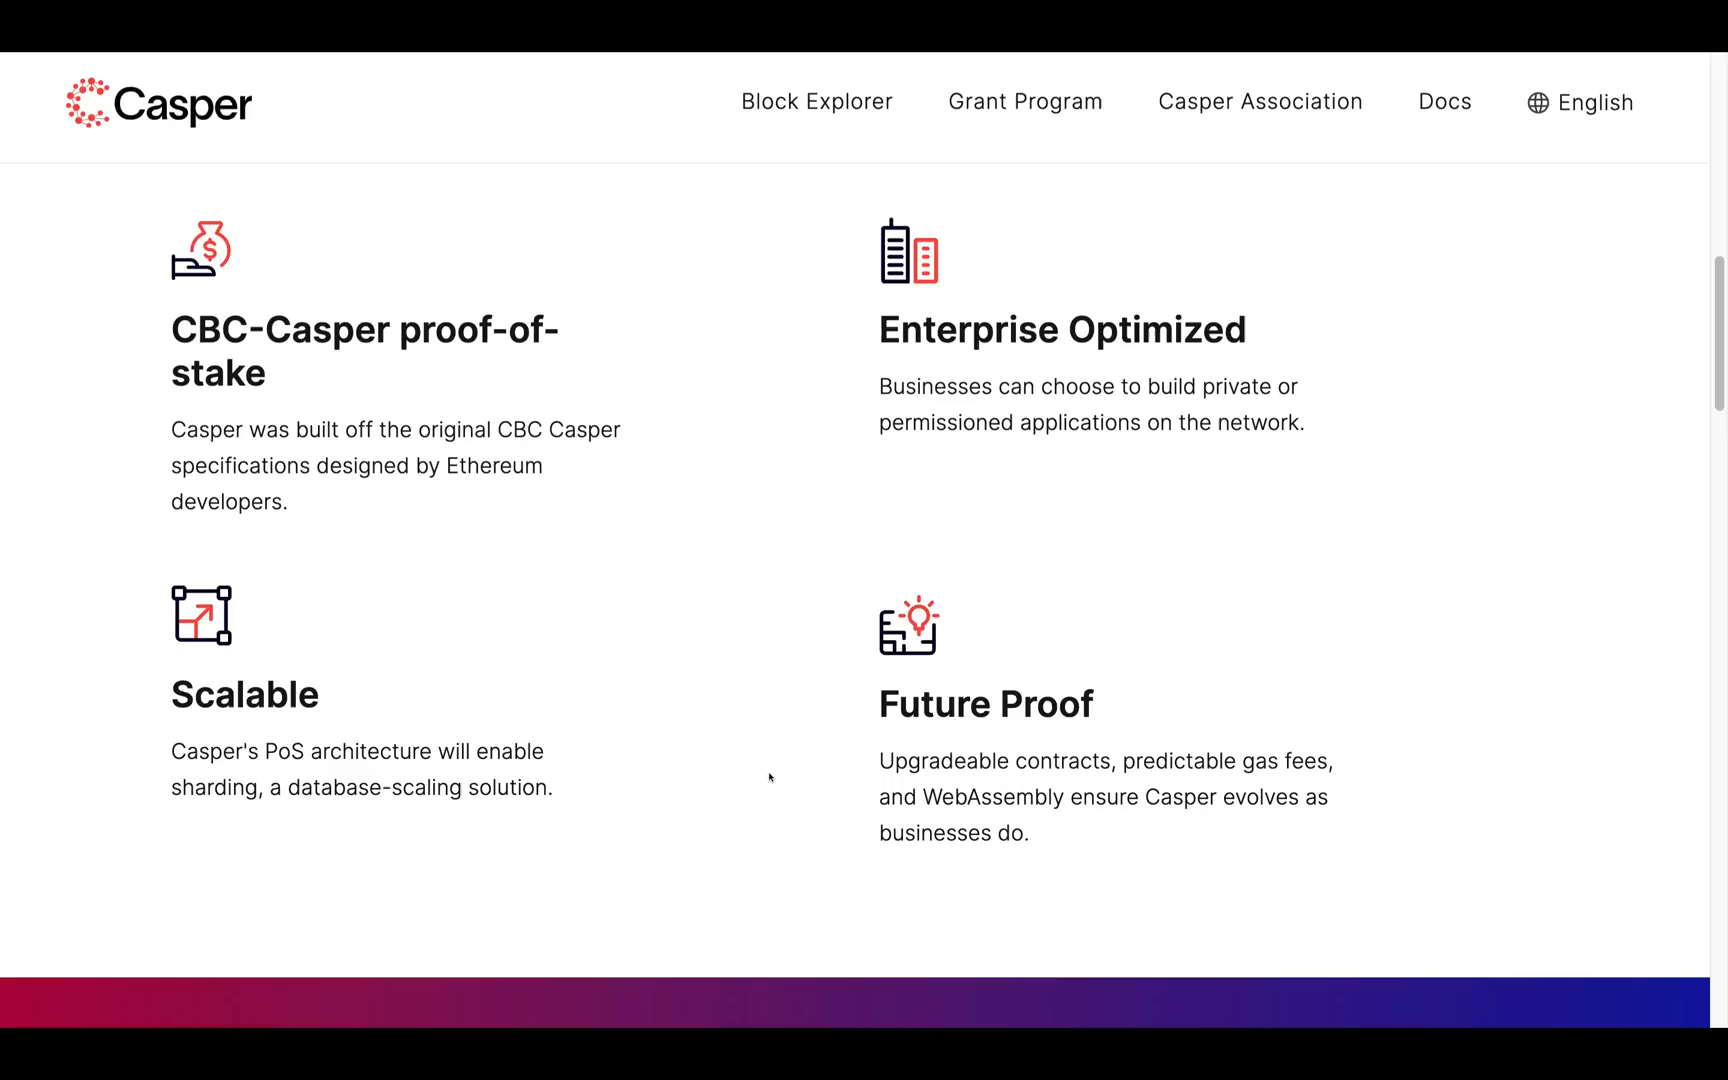 Casper
Block Explorer
Grant Program
Casper Association
Docs
English
CBC-Casper proof-of-
stake
Casper was built off the original CBC Casper
specifications designed by Ethereum
developers.
Enterprise Optimized
Businesses can choose to build private or
permissioned applications on the network.
Scalable
Casper's PoS architecture will enable
sharding, a database-scaling solution.
Future Proof
Upgradeable contracts, predictable gas fees,
and WebAssembly ensure Casper evolves as
businesses do.